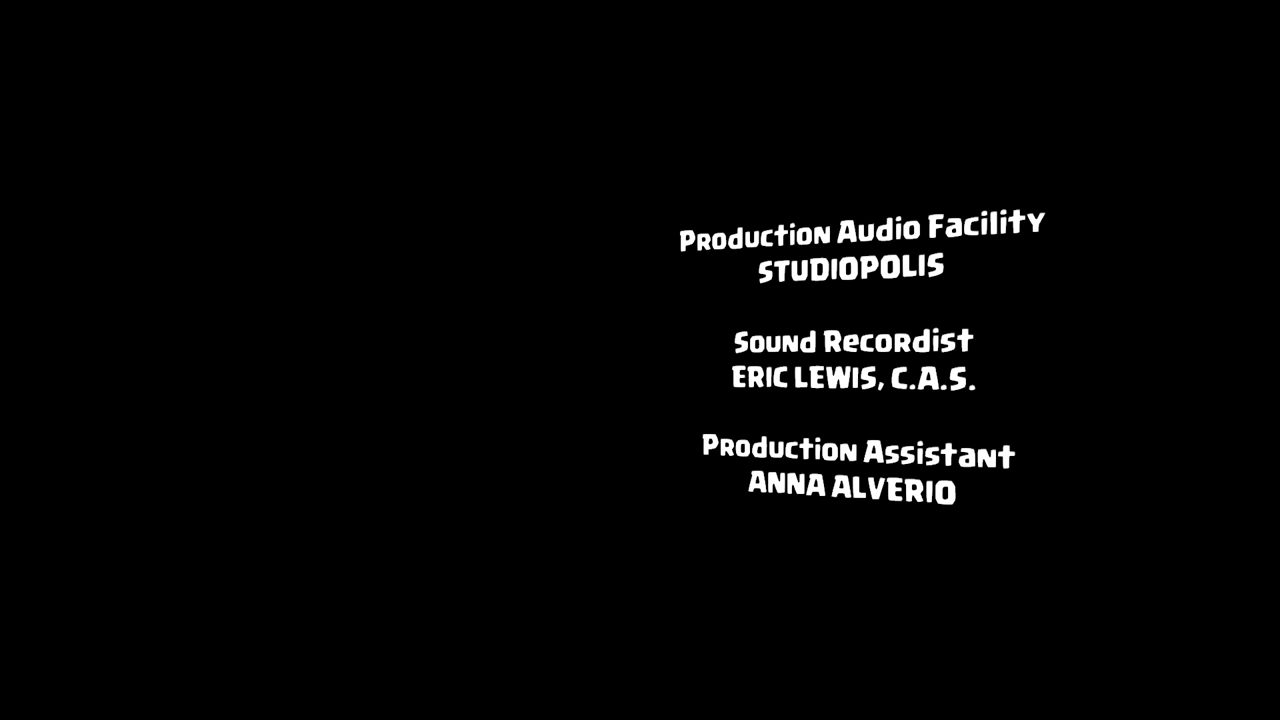 Production Audio Facility
STUDIOPOLIS
Sound Recordist
ERIC LEWIS, C.A.S.
Production Assistant
ANNA ALVERIO